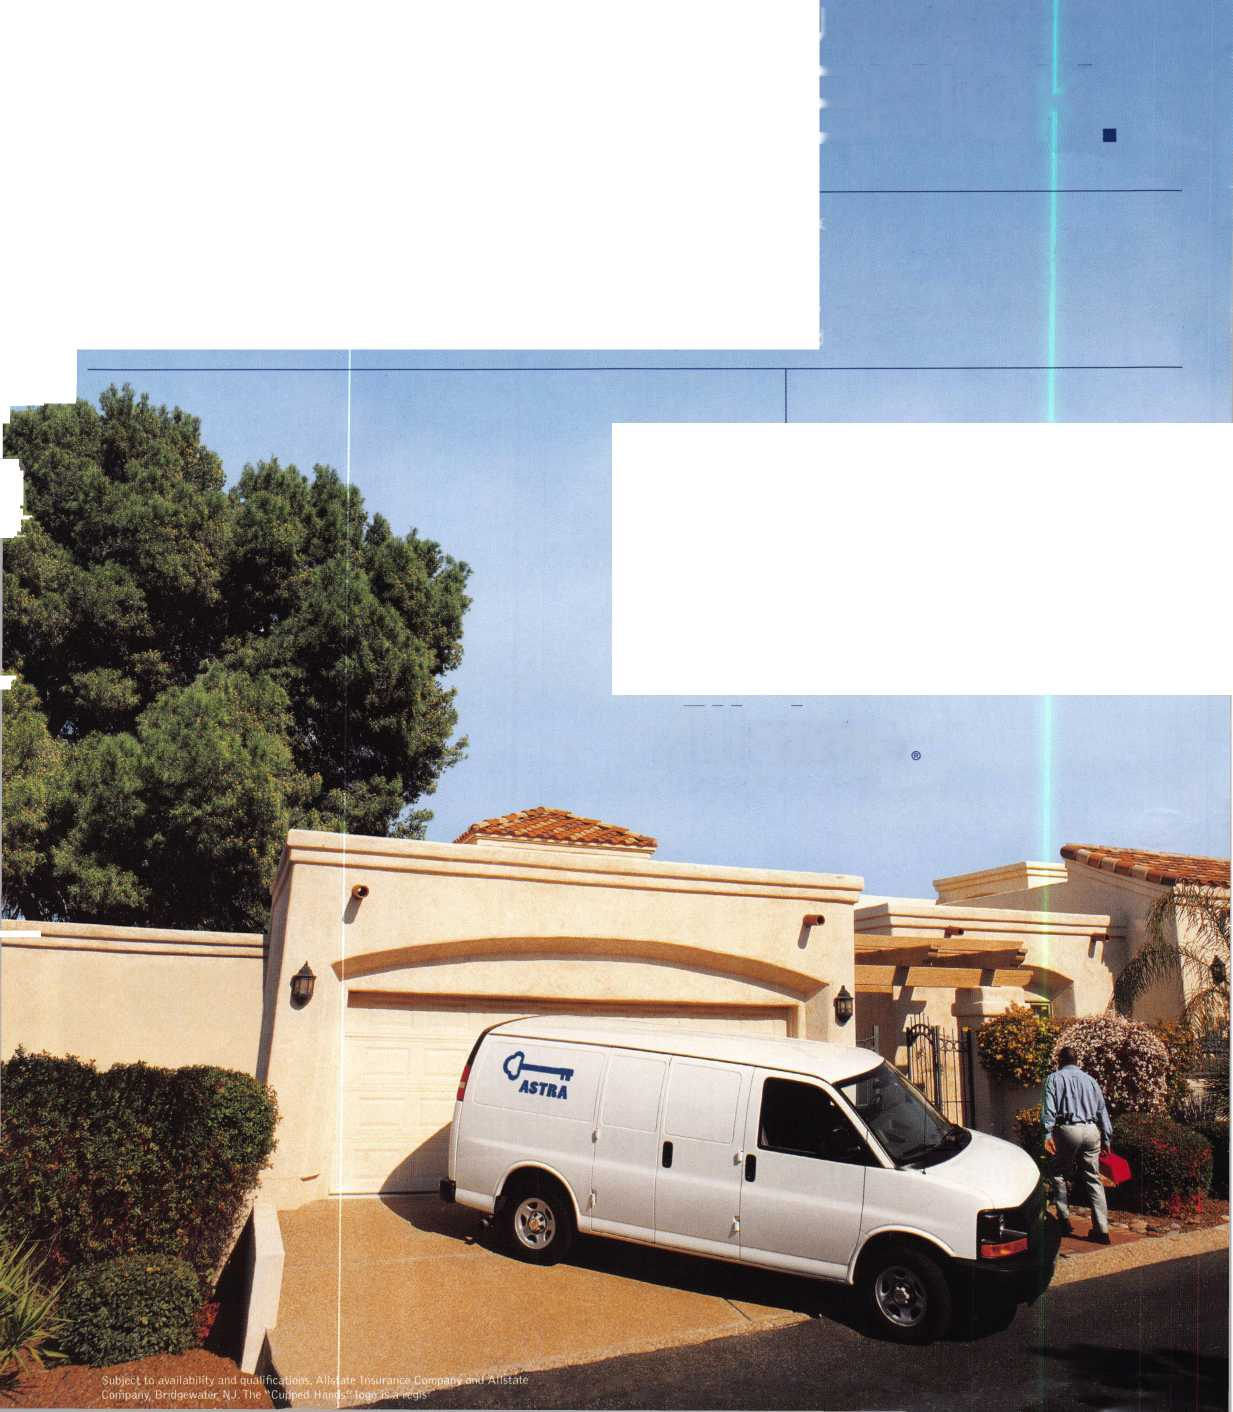 ®
ASTRA
Subject to availability and qualifications. Allstate Insurance Company and Allstate
Company, Bridgewater, NJ. The "Cupped Hands" logo is a regis